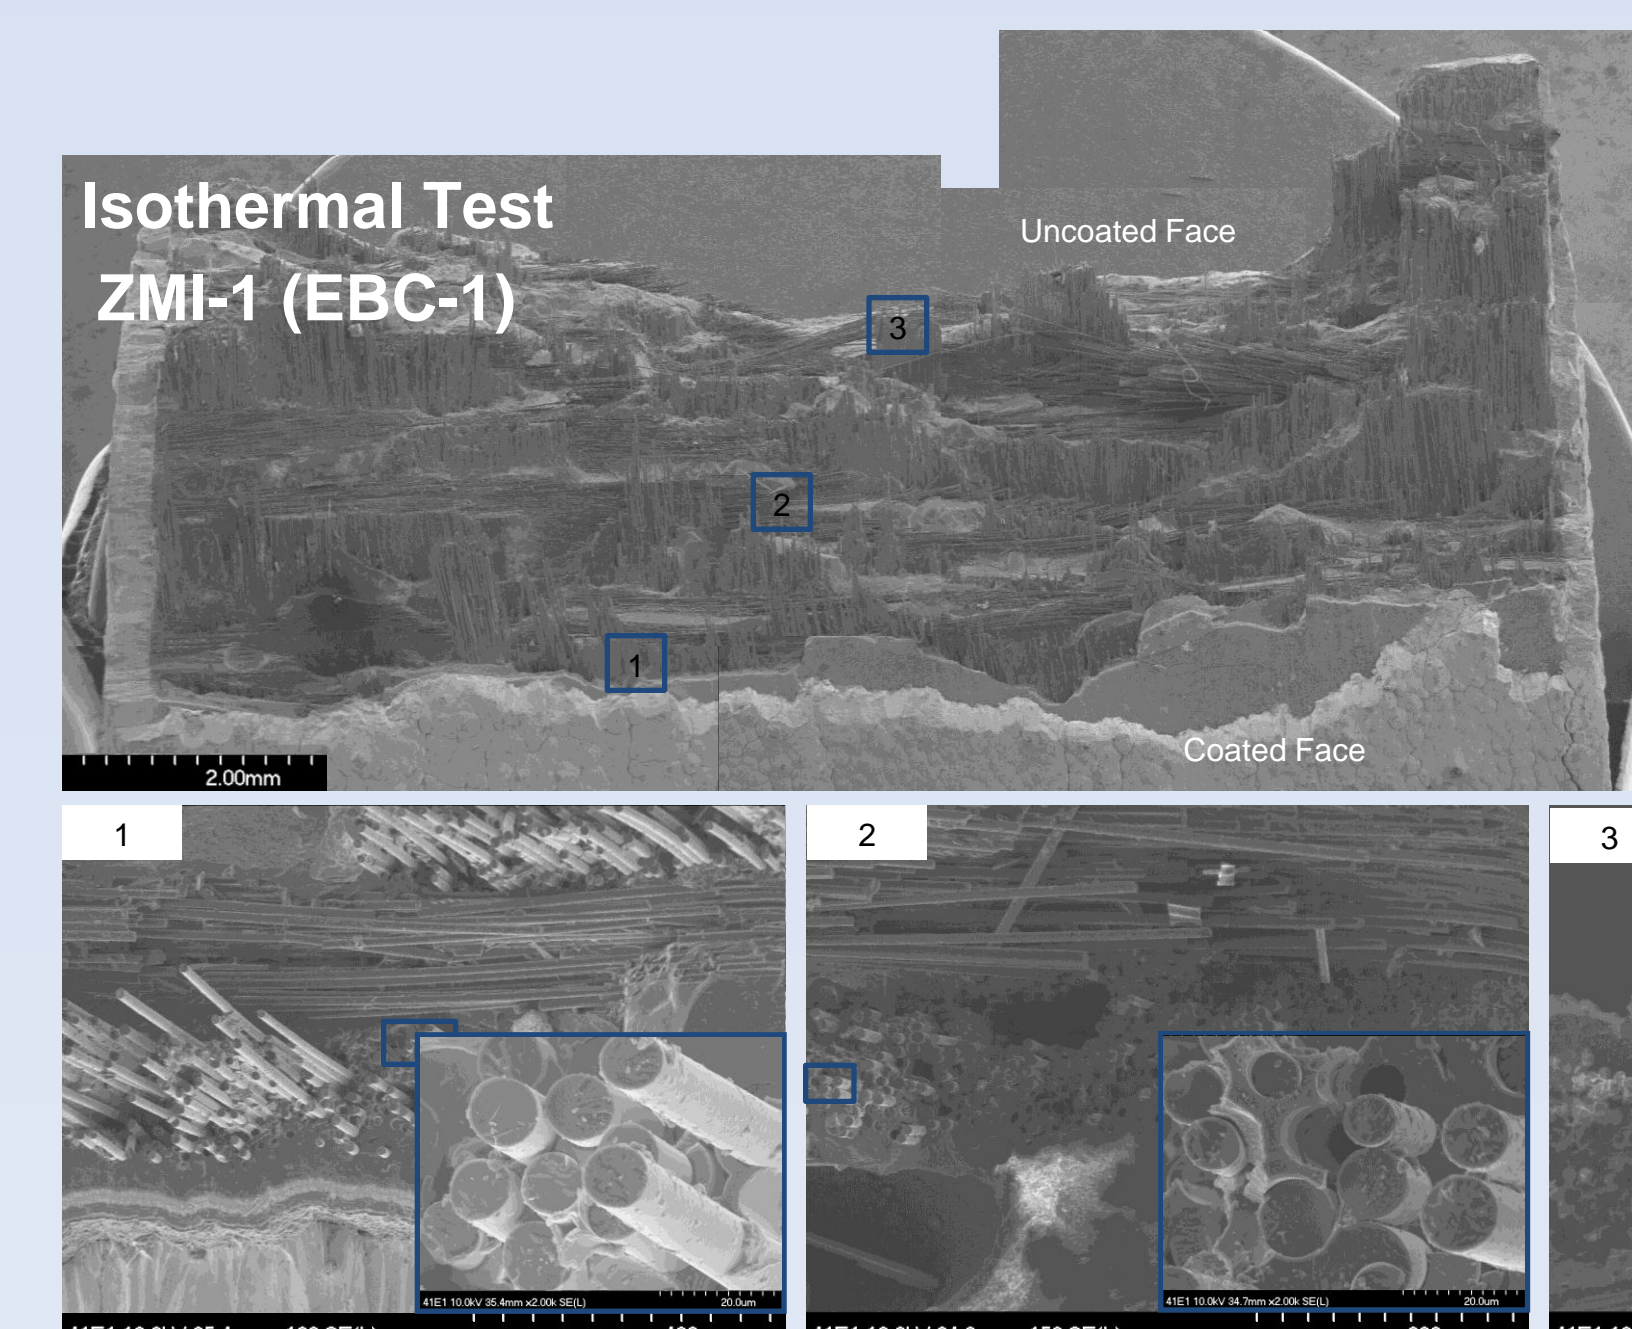 Isothermal Test
ZMI-1 (EBC-1)
Uncoated Face
3
2
1
Coated Face
2.00mm
1
2
3
41E1 10.0kV 35.4mm x2.00k SE(L)
20.0um
41E1 10.0kV 34.7mm x2.00k SE(L)
20.0um